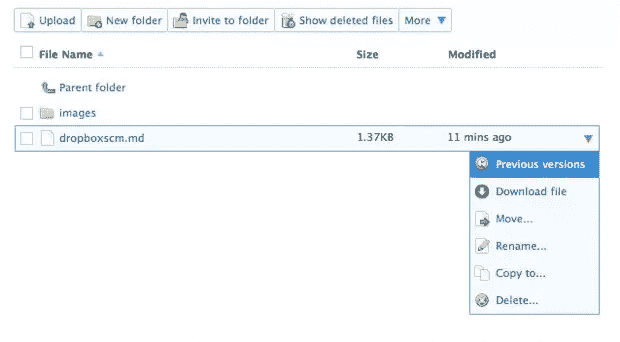 Upload New folder Invite to folder Show deleted files More
File Name Size Modified
Parent folder
images
dropboxscm.md 1.37KB 11 mins ago
Previous versions
Download file
Move...
Rename...
Copy to...
Delete...